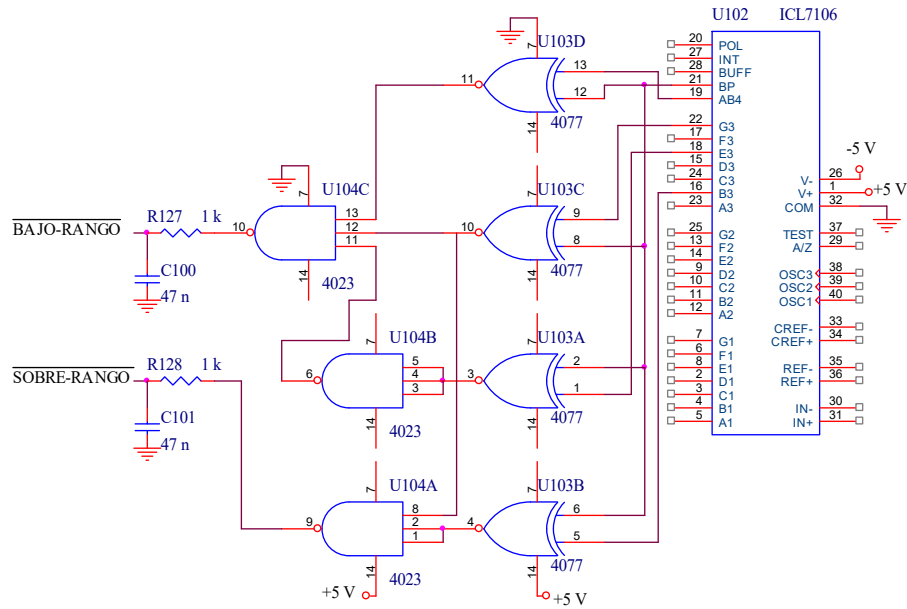 U102 ICL7106
U103D
7
13
12
11
14
4077
20 POL
27 INT
28 BUFF
21 BP
19 AB4
22 G3
17 F3
18 E3
15 D3
24 C3
16 B3
23 A3
25 G2
13 F2
14 E2
9 D2
10 C2
11 B2
12 A2
7 G1
6 F1
8 E1
2 D1
3 C1
4 B1
5 A1
V- 26
V+ 1
COM 32
TEST 37
A/Z 29
OSC3 38
OSC2 39
OSC1 40
CREF- 33
CREF+ 34
REF- 35
REF+ 36
IN- 30
IN+ 31
-5 V
+5 V
U104C
7
13
12
11
10
14
4023
U103C
7
9
8
10
14
4077
BAJO-RANGO
R127 1 k
C100
47 n
U104B
7
5
4
3
6
14
4023
U103A
7
2
1
3
14
4077
SOBRE-RANGO
R128 1 k
C101
47 n
U104A
7
8
2
1
9
14
4023
+5 V
U103B
7
6
5
4
14
4077
+5 V